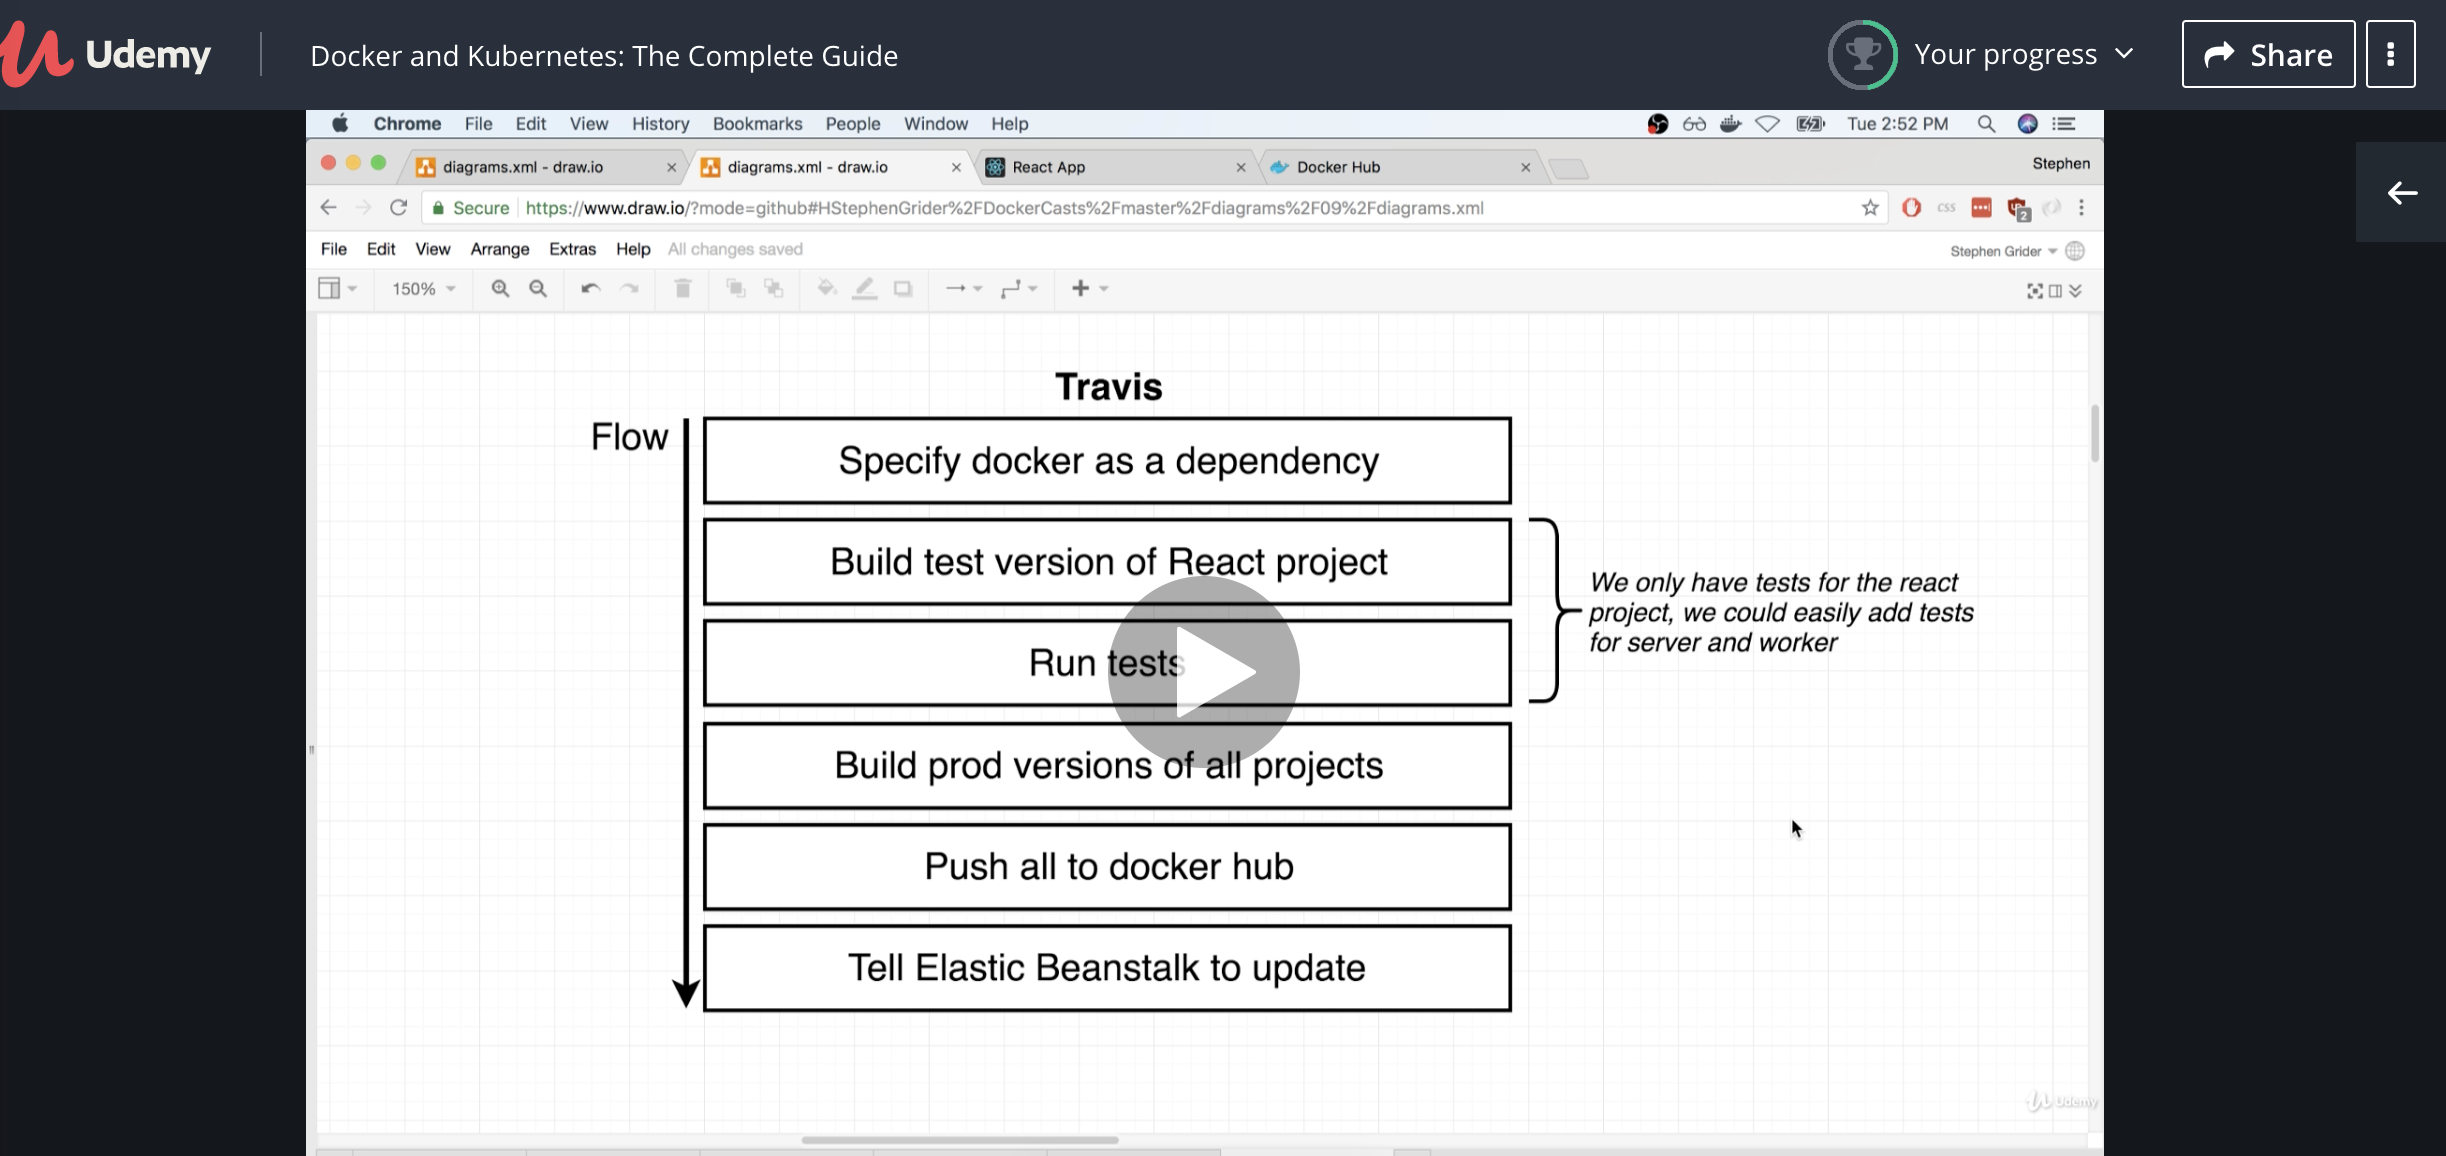 Udemy
Docker and Kubernetes: The Complete Guide
Your progress
Share
Chrome File Edit View History Bookmarks People Window Help
Tue 2:52 PM
diagrams.xml - draw.io
diagrams.xml - draw.io
React App
Docker Hub
Stephen
Secure
https://www.draw.io/?mode=github#HStephenGrider%2FDockerCasts%2Fmaster%2Fdiagrams%2F09%2Fdiagrams.xml
css
2
File Edit View Arrange Extras Help All changes saved
Stephen Grider
150%
Travis
Flow
Specify docker as a dependency
Build test version of React project
Run tests
We only have tests for the react
project, we could easily add tests
for server and worker
Build prod versions of all projects
Push all to docker hub
Tell Elastic Beanstalk to update
Udemy